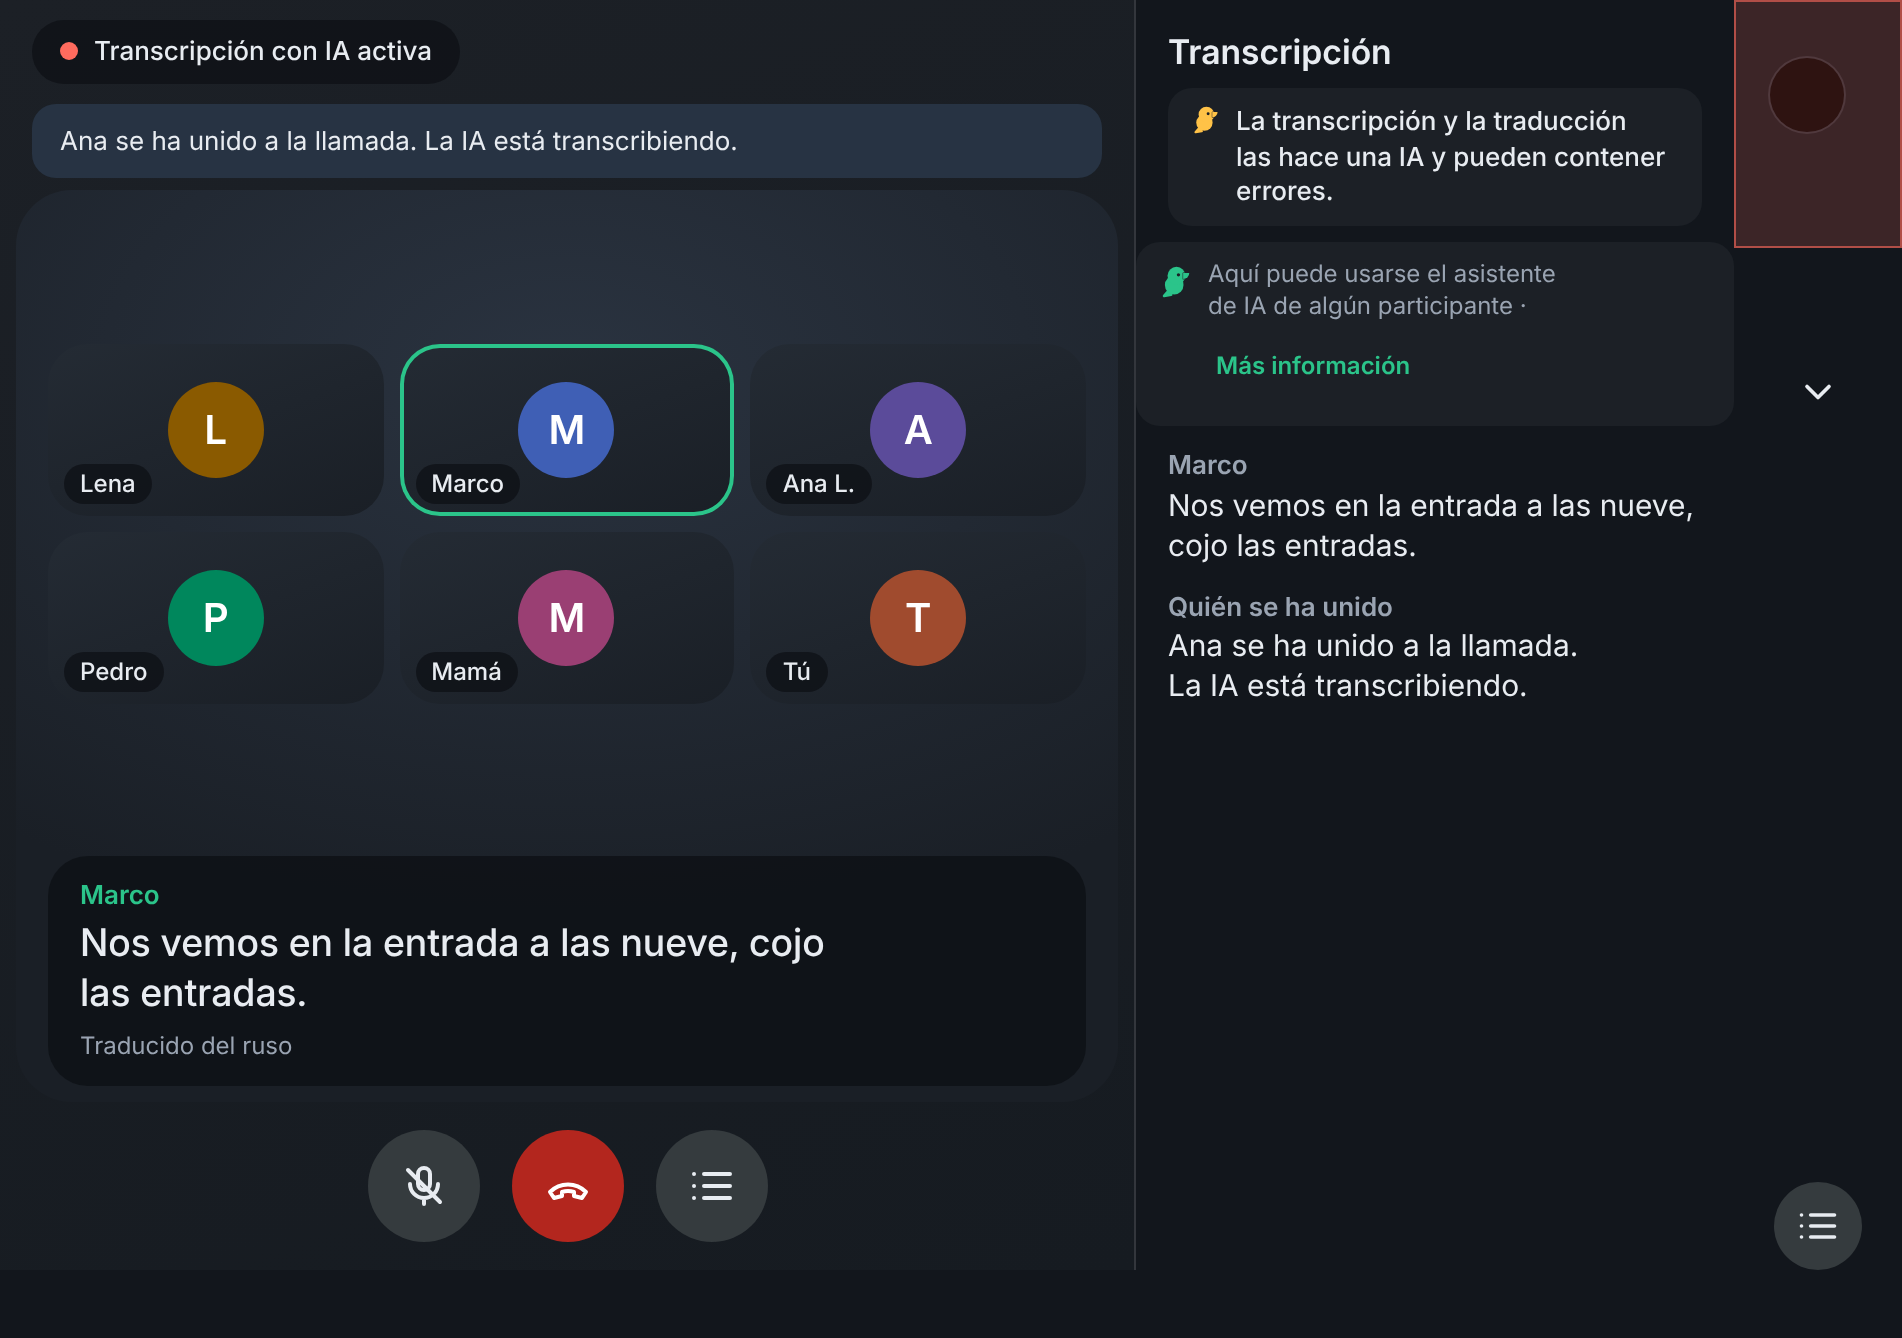 Transcripción con IA activa
Ana se ha unido a la llamada. La IA está transcribiendo.
L
Lena
M
Marco
A
Ana L.
P
Pedro
M
Mamá
T
Tú
Marco
Nos vemos en la entrada a las nueve, cojo
las entradas.
Traducido del ruso
Transcripción
La transcripción y la traducción
las hace una IA y pueden contener
errores.
Aquí puede usarse el asistente
de IA de algún participante ·
Más información
Marco
Nos vemos en la entrada a las nueve,
cojo las entradas.
Quién se ha unido
Ana se ha unido a la llamada.
La IA está transcribiendo.